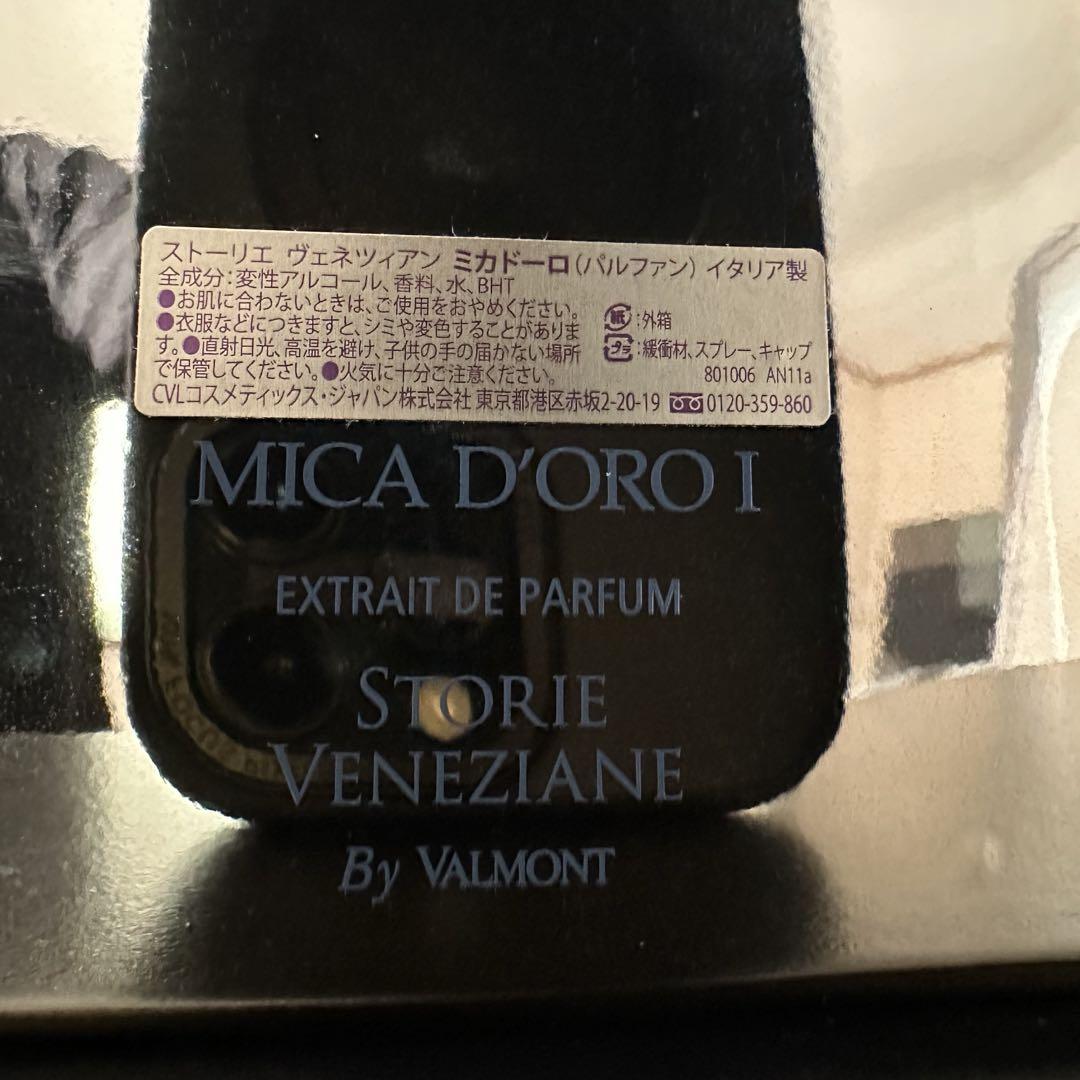 ストーリエ ヴェネツィアン ミカドーロ(パルファン) イタリア製
全成分:変性アルコール、香料、水、BHT
●お肌に合わないときは、ご使用をおやめください。
●衣服などにつきますと、シミや変色することがありま
す。●直射日光、高温を避け、子供の手の届かない場所
で保管してください。●火気に十分ご注意ください。
紙:外箱
プラ:緩衝材、スプレー、キャップ
801006 AN11a
CVLコスメティックス・ジャパン株式会社 東京都港区赤坂2-20-19 0120-359-860
MICA D'ORO I
EXTRAIT DE PARFUM
STORIE
VENEZIANE
By VALMONT